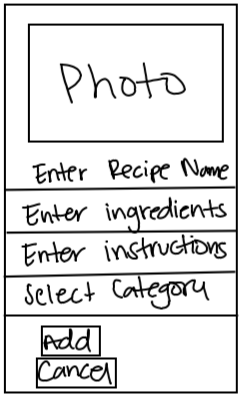 Photo
Enter Recipe Name
Enter ingredients
Enter instructions
Select Category
Add
Cancel